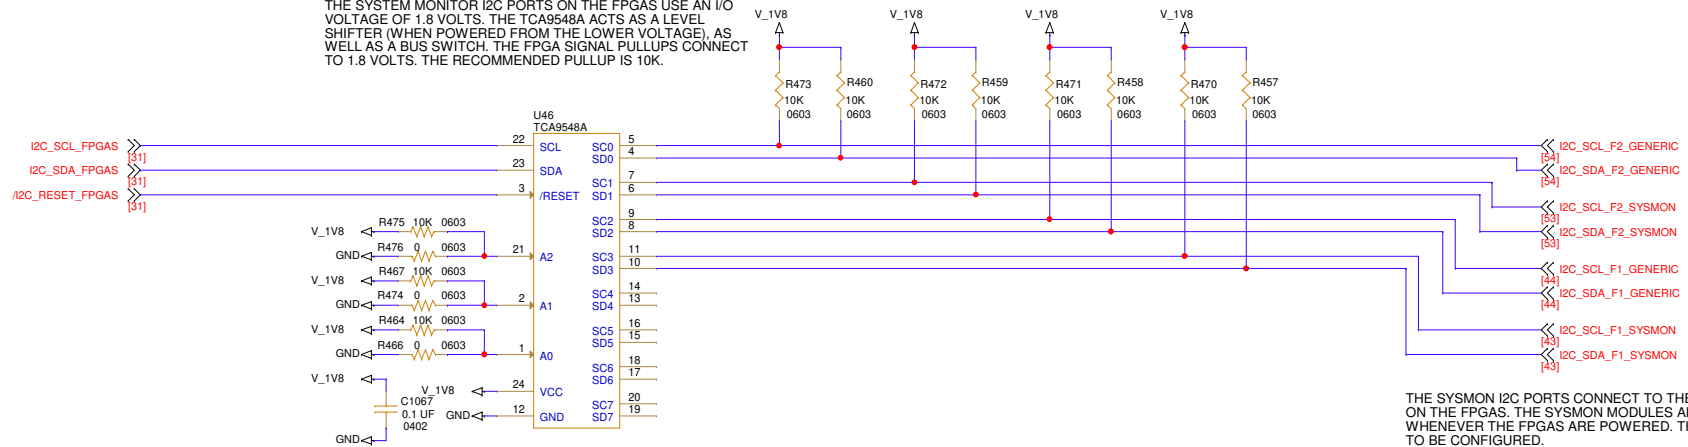 THE SYSTEM MONITOR I2C PORTS ON THE FPGAS USE AN I/O
VOLTAGE OF 1.8 VOLTS. THE TCA9548A ACTS AS A LEVEL
SHIFTER (WHEN POWERED FROM THE LOWER VOLTAGE), AS
WELL AS A BUS SWITCH. THE FPGA SIGNAL PULLUPS CONNECT
TO 1.8 VOLTS. THE RECOMMENDED PULLUP IS 10K.
V_1V8 V_1V8 V_1V8 V_1V8
R473 R460 R472 R459 R471 R458 R470 R457
10K 10K 10K 10K 10K 10K 10K 10K
0603 0603 0603 0603 0603 0603 0603 0603
U46
TCA9548A
I2C_SCL_FPGAS 22 SCL
[31]
I2C_SDA_FPGAS 23 SDA
[31]
/I2C_RESET_FPGAS 3 /RESET
[31]
R475 10K 0603
V_1V8
R476 0 0603
GND 21 A2
R467 10K 0603
V_1V8
R474 0 0603
GND 2 A1
R464 10K 0603
V_1V8
R466 0 0603
GND 1 A0
V_1V8
V_1V8 24 VCC
C1067
0.1 UF
0402
GND 12 GND
GND
SC0 5
SD0 4
SC1 7
SD1 6
SC2 9
SD2 8
SC3 11
SD3 10
SC4 14
SD4 13
SC5 16
SD5 15
SC6 18
SD6 17
SC7 20
SD7 19
I2C_SCL_F2_GENERIC
[54]
I2C_SDA_F2_GENERIC
[54]
I2C_SCL_F2_SYSMON
[53]
I2C_SDA_F2_SYSMON
[53]
I2C_SCL_F1_GENERIC
[44]
I2C_SDA_F1_GENERIC
[44]
I2C_SCL_F1_SYSMON
[43]
I2C_SDA_F1_SYSMON
[43]
THE SYSMON I2C PORTS CONNECT TO THE
ON THE FPGAS. THE SYSMON MODULES
WHENEVER THE FPGAS ARE POWERED.
TO BE CONFIGURED.